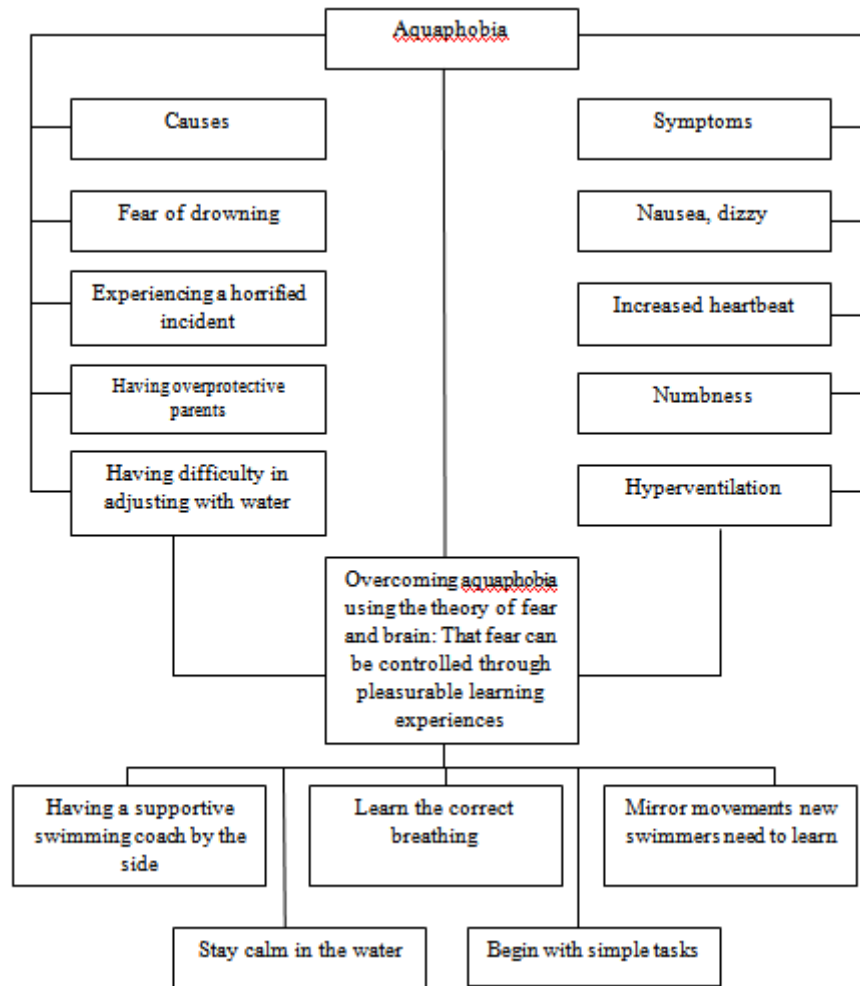 Aquaphobia
Causes
Fear of drowning
Experiencing a horrified
incident
Having overprotective
parents
Having difficulty in
adjusting with water
Symptoms
Nausea, dizzy
Increased heartbeat
Numbness
Hyperventilation
Overcoming aquaphobia
using the theory of fear
and brain: That fear can
be controlled through
pleasurable learning
experiences
Having a supportive
swimming coach by the
side
Learn the correct
breathing
Mirror movements new
swimmers need to learn
Stay calm in the water
Begin with simple tasks